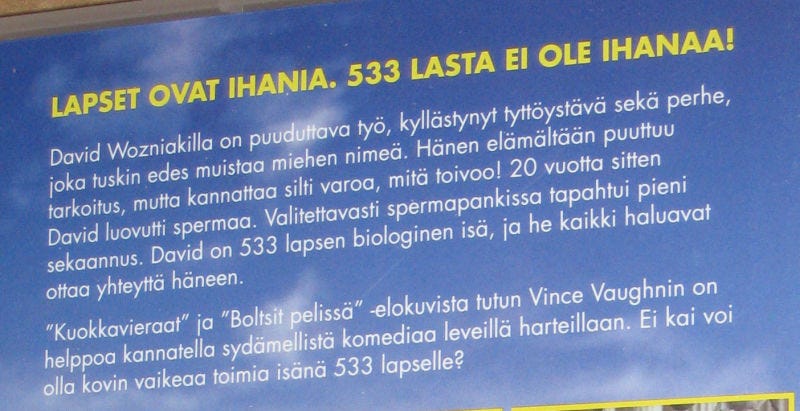 LAPSET OVAT IHANIA. 533 LASTA EI OLE IHANAA!
David Wozniakilla on puuduttava työ, kyllästynyt tyttöystävä sekä perhe,
joka tuskin edes muistaa miehen nimeä. Hänen elämältään puuttuu
tarkoitus, mutta kannattaa silti varoa, mitä toivoo! 20 vuotta sitten
David luovutti spermaa. Valitettavasti spermapankissa tapahtui pieni
sekaannus. David on 533 lapsen biologinen isä, ja he kaikki haluavat
ottaa yhteyttä häneen.
”Kuokkavieraat” ja ”Boltsit pelissä” -elokuvista tutun Vince Vaughnin on
helppoa kannatella sydämellistä komediaa leveillä harteillaan. Ei kai voi
olla kovin vaikeaa toimia isänä 533 lapselle?